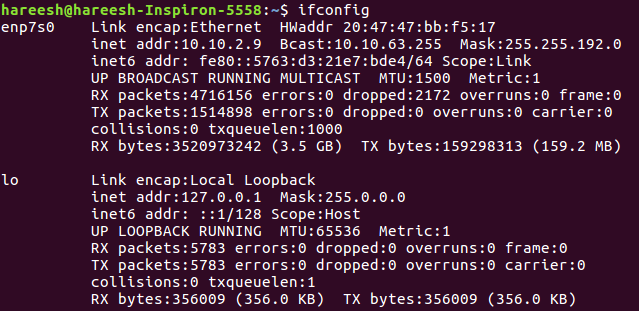 hareesh@hareesh-Inspiron-5558:~$ ifconfig
enp7s0    Link encap:Ethernet  HWaddr 20:47:47:bb:f5:17
          inet addr:10.10.2.9  Bcast:10.10.63.255  Mask:255.255.192.0
          inet6 addr: fe80::5763:d3:21e7:bde4/64 Scope:Link
          UP BROADCAST RUNNING MULTICAST  MTU:1500  Metric:1
          RX packets:4716156 errors:0 dropped:2172 overruns:0 frame:0
          TX packets:1514898 errors:0 dropped:0 overruns:0 carrier:0
          collisions:0 txqueuelen:1000
          RX bytes:3520973242 (3.5 GB)  TX bytes:159298313 (159.2 MB)

lo        Link encap:Local Loopback
          inet addr:127.0.0.1  Mask:255.0.0.0
          inet6 addr: ::1/128 Scope:Host
          UP LOOPBACK RUNNING  MTU:65536  Metric:1
          RX packets:5783 errors:0 dropped:0 overruns:0 frame:0
          TX packets:5783 errors:0 dropped:0 overruns:0 carrier:0
          collisions:0 txqueuelen:1
          RX bytes:356009 (356.0 KB)  TX bytes:356009 (356.0 KB)